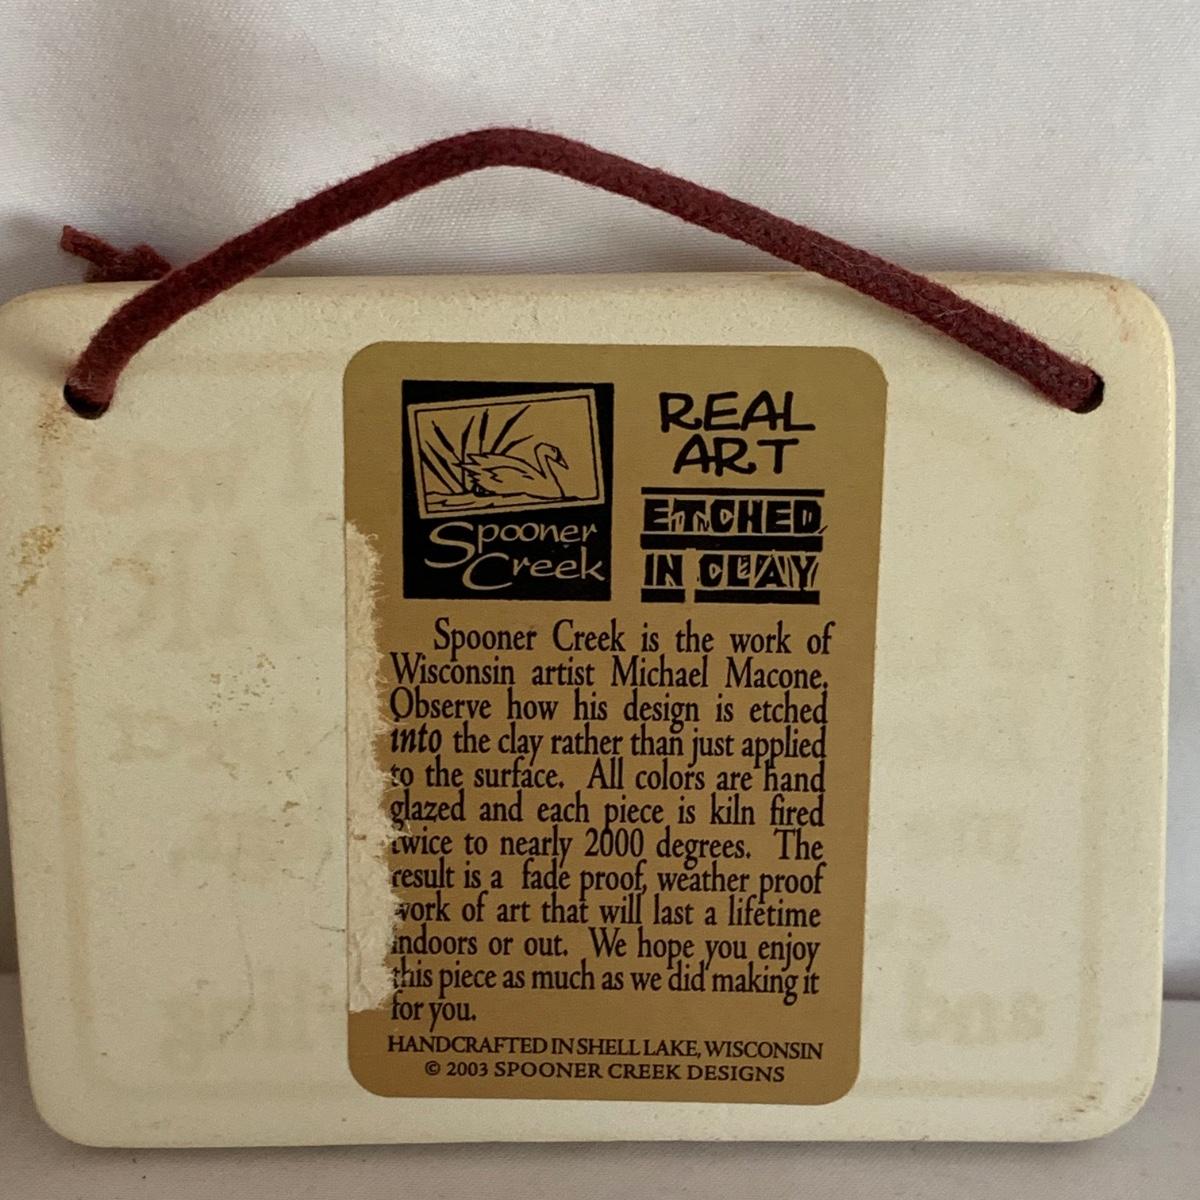 Spooner
Creek
REAL
ART
ETCHED
IN CLAY
Spooner Creek is the work of
Wisconsin artist Michael Macone.
Observe how his design is etched
into the clay rather than just applied
to the surface. All colors are hand
glazed and each piece is kiln fired
twice to nearly 2000 degrees. The
result is a fade proof, weather proof
work of art that will last a lifetime
indoors or out. We hope you enjoy
this piece as much as we did making it
for you.
HANDCRAFTED IN SHELL LAKE, WISCONSIN
© 2003 SPOONER CREEK DESIGNS